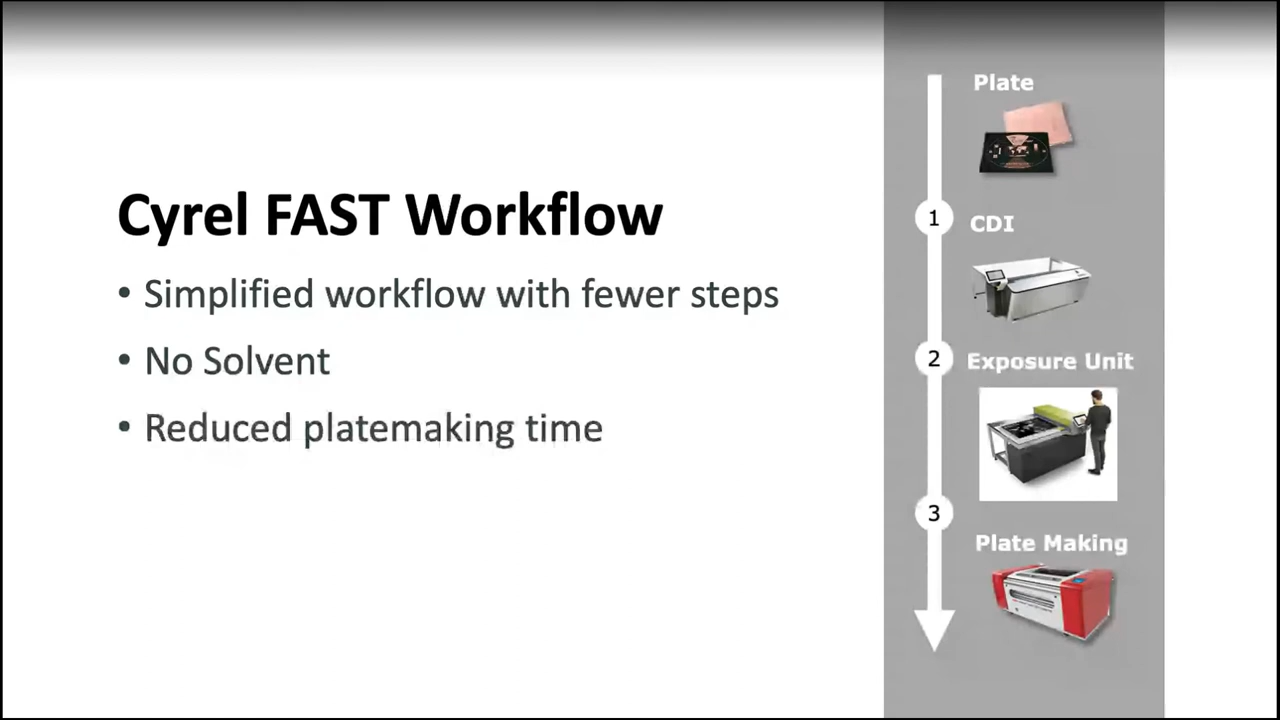 Cyrel FAST Workflow
• Simplified workflow with fewer steps
• No Solvent
• Reduced platemaking time
Plate
1
CDI
2
Exposure Unit
3
Plate Making